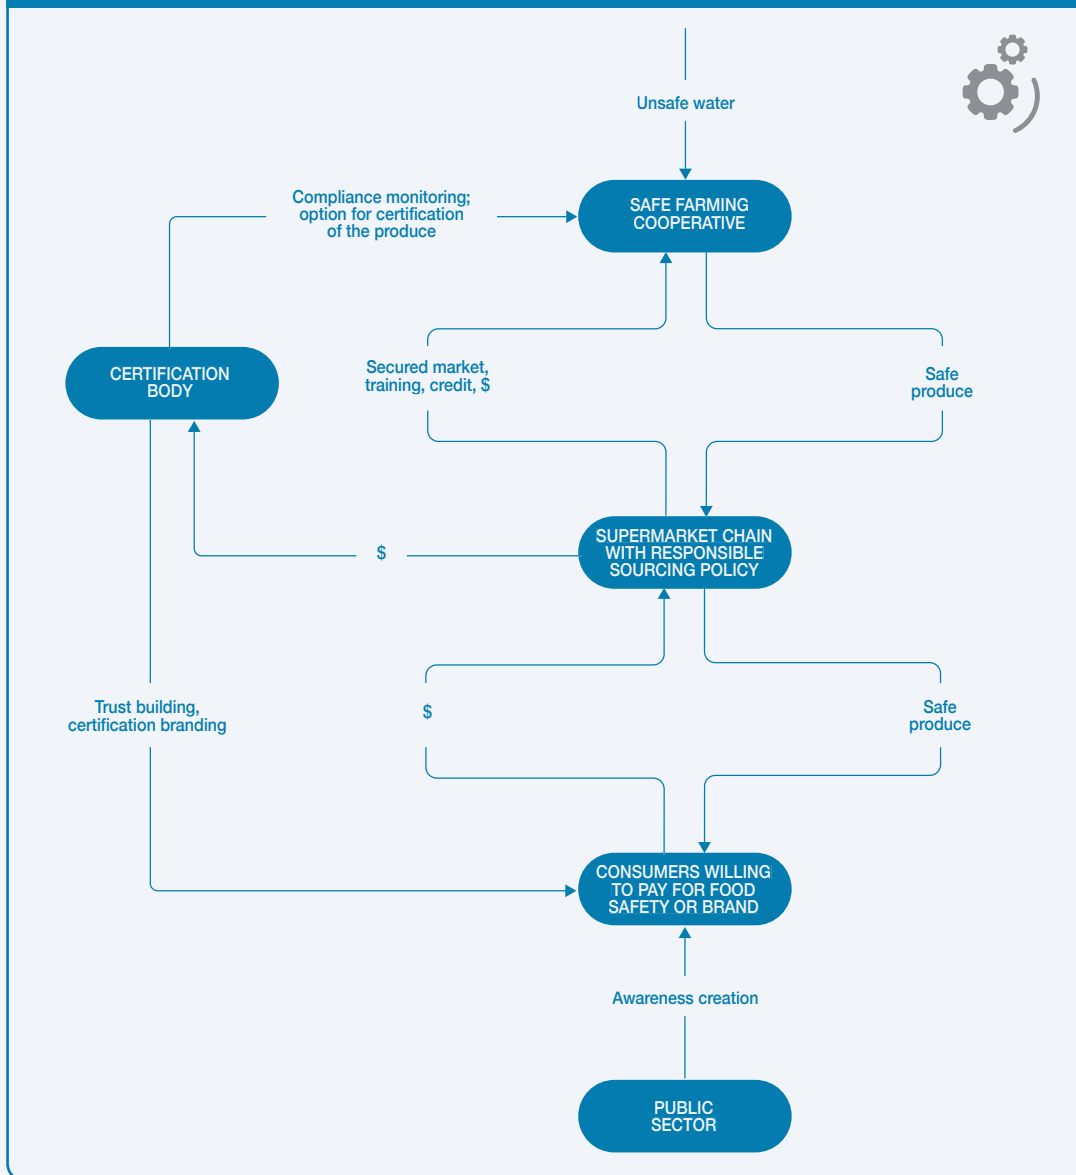 Unsafe water
Compliance monitoring;
option for certification
of the produce
SAFE FARMING
COOPERATIVE
CERTIFICATION
BODY
Secured market,
training, credit, $
Safe
produce
SUPERMARKET CHAIN
WITH RESPONSIBLE
SOURCING POLICY
$
Trust building,
certification branding
$
Safe
produce
CONSUMERS WILLING
TO PAY FOR FOOD
SAFETY OR BRAND
Awareness creation
PUBLIC
SECTOR